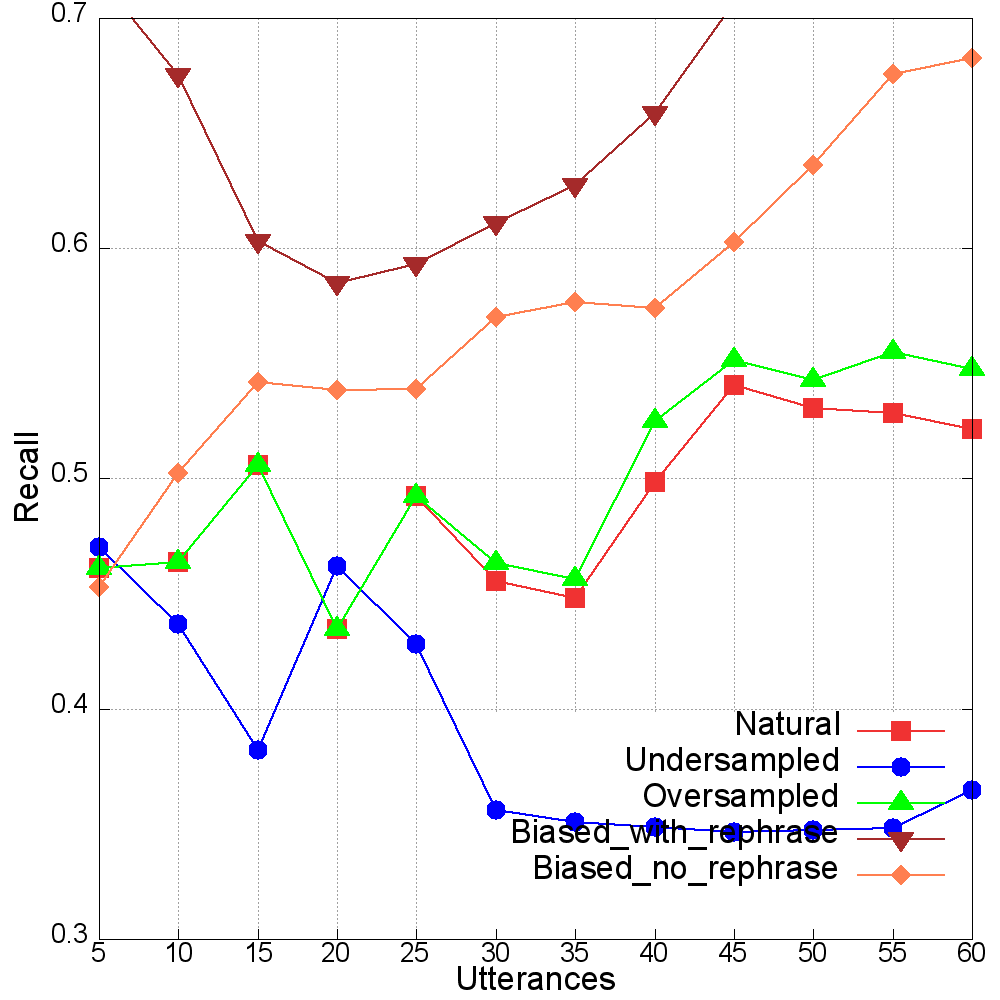 0.7
0.6
0.5
0.4
0.3
Recall
Natural
Undersampled
Oversampled
Biased_with_rephrase
Biased_no_rephrase
5 10 15 20 25 30 35 40 45 50 55 60
Utterances